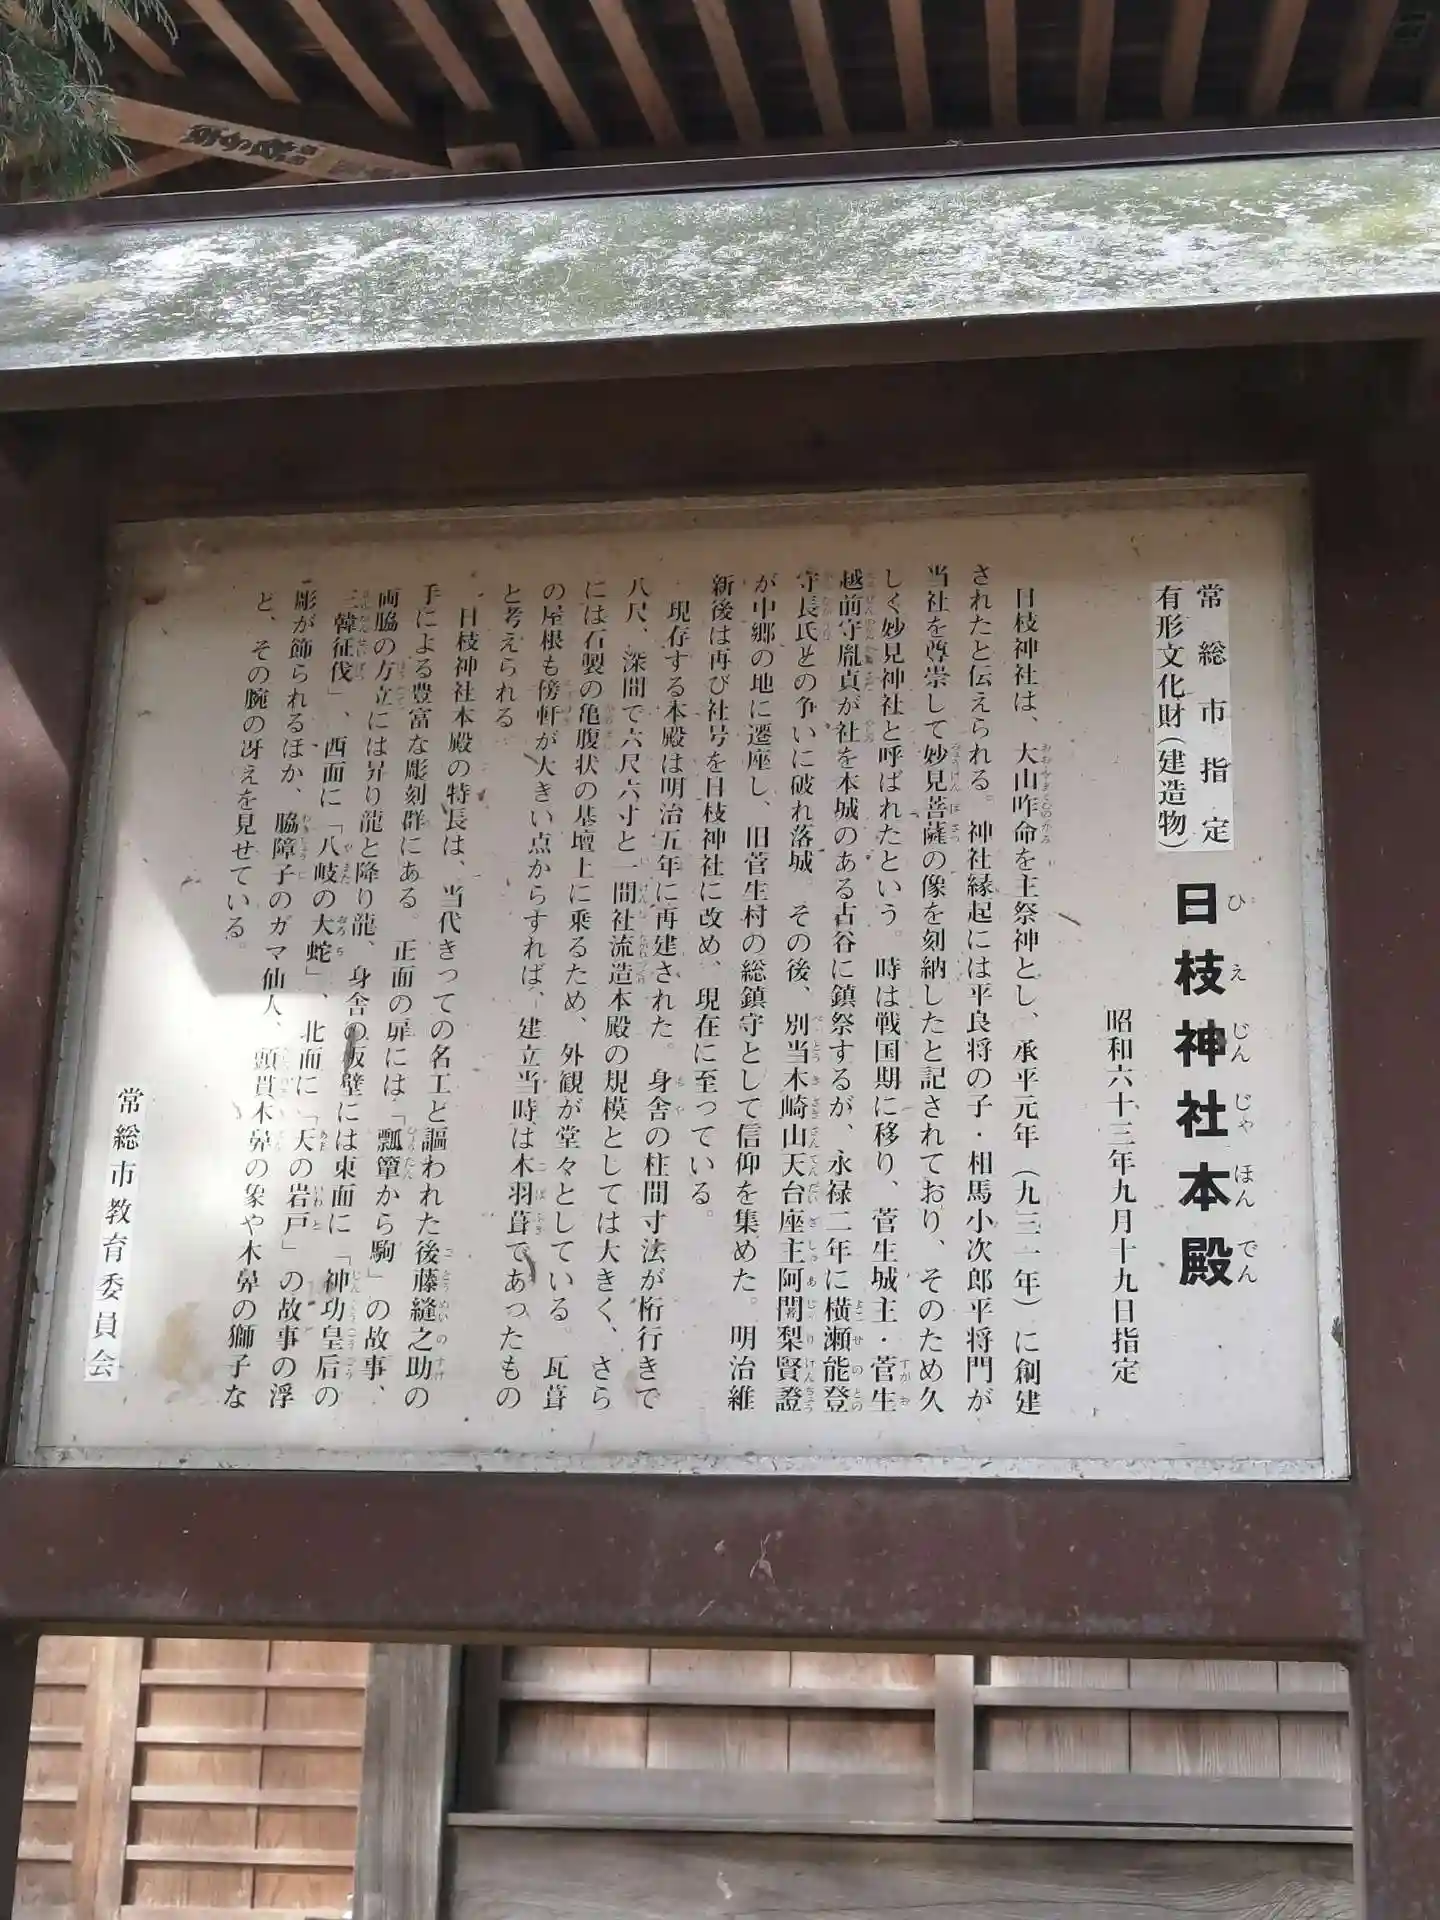 常総市指定
有形文化財(建造物)
日枝神社本殿
ひえじんじゃほんでん
昭和六十三年九月十九日指定
日枝神社は、大山咋命を主祭神とし、承平元年(九三一年)に創建
されたと伝えられる。神社縁起には平良将の子・相馬小次郎平将門が
当社を尊崇して妙見菩薩の像を刻納したと記されており、そのため久
しく妙見神社と呼ばれたという。時は戦国期に移り、菅生城主・菅生
越前守胤貞が社を本城のある古谷に鎮祭するが、永禄二年に横瀬能登
守長氏との争いに破れ落城。その後、別当木崎山天台座主阿闍梨賢證
が中郷の地に遷座し、旧菅生村の総鎮守として信仰を集めた。明治維
新後は再び社号を日枝神社に改め、現在に至っている。
現存する本殿は明治五年に再建された。身舎の柱間寸法が桁行きで
八尺、深間で六尺六寸と一間社流造本殿の規模としては大きく、さら
には石製の亀腹状の基壇上に乗るため、外観が堂々としている。瓦葺
の屋根も傍軒が大きい点からすれば、建立当時は木羽葺であったもの
と考えられる
日枝神社本殿の特長は、当代きっての名工と謳われた後藤縫之助の
手による豊富な彫刻群にある。正面の扉には「瓢箪から駒」の故事、
両脇の方立には昇り龍と降り龍、身舎の板壁には東面に「神功皇后の
三韓征伐」、西面に「八岐の大蛇」、北面に「天の岩戸」の故事の浮
彫が飾られるほか、脇障子のガマ仙人、頭貫木鼻の象や木鼻の獅子な
ど、その腕の冴えを見せている。
常総市教育委員会